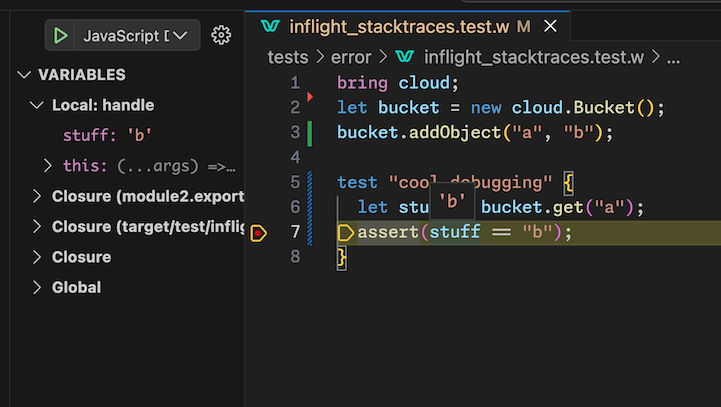 JavaScript D
VARIABLES
Local: handle
stuff: 'b'
this: (...args) =>…
Closure (module2.export
Closure (target/test/inflig
Closure
Global
inflight_stacktraces.test.w M
tests > error > inflight_stacktraces.test.w > ...
1 bring cloud;
2 let bucket = new cloud.Bucket();
3 bucket.addObject("a", "b");
4
5 test "cool debugging" {
6 let stu 'b' bucket.get("a");
7 assert(stuff == "b");
8 }